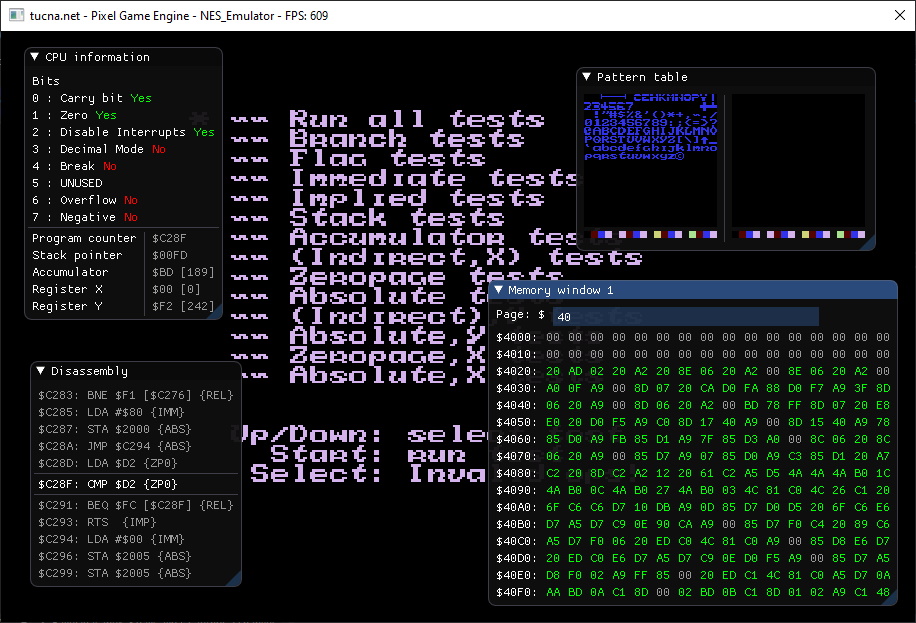 tucna.net - Pixel Game Engine - NES_Emulator - FPS: 609
CPU information
Bits
0 : Carry bit Yes
1 : Zero Yes
2 : Disable Interrupts Yes
3 : Decimal Mode No
4 : Break No
5 : UNUSED
6 : Overflow No
7 : Negative No
Program counter $C28F
Stack pointer $00FD
Accumulator $BD [189]
Register X $00 [0]
Register Y $F2 [242]
Disassembly
$C283: BNE $F1 [$C276] {REL}
$C285: LDA #$80 {IMM}
$C287: STA $2000 {ABS}
$C28A: JMP $C294 {ABS}
$C28D: LDA $D2 {ZP0}
$C28F: CMP $D2 {ZP0}
$C291: BEQ $FC [$C28F] {REL}
$C293: RTS {IMP}
$C294: LDA #$00 {IMM}
$C296: STA $2005 {ABS}
$C299: STA $2005 {ABS}
-- Run all tests
-- Branch tests
-- Flag tests
-- Immediate tests
-- Implied tests
-- Stack tests
-- Accumulator tests
-- (Indirect,X) tests
-- Zeropage tests
-- Absolute
-- (Indirect)
-- Absolute,Y
-- Zeropage,X
-- Absolute,X
Up/Down: selec
Start: run
Select: Inva
Pattern table
234567
!"#$%&'()*+,-./
0123456789:;<=>?
@ABCDEFGHIJKLMNO
PQRSTUVWXYZ[\]
`abcdefghijklmno
pqrstuvwxyz©
Memory window 1
Page: $ 40
$4000: 00 00 00 00 00 00 00 00 00 00 00 00 00 00 00 00
$4010: 00 00 00 00 00 00 00 00 00 00 00 00 00 00 00 00
$4020: 20 AD 02 20 A2 20 8E 06 20 A2 00 8E 06 20 A2 00
$4030: A0 0F A9 00 8D 07 20 CA D0 FA 88 D0 F7 A9 3F 8D
$4040: 06 20 A9 00 8D 06 20 A2 00 BD 78 FF 8D 07 20 E8
$4050: E0 20 D0 F5 A9 C0 8D 17 40 A9 00 8D 15 40 A9 78
$4060: 85 D0 A9 FB 85 D1 A9 7F 85 D3 A0 00 8C 06 20 8C
$4070: 06 20 A9 00 85 D7 A9 07 85 D0 A9 C3 85 D1 20 A7
$4080: C2 20 8D C2 A2 12 20 61 C2 A5 D5 4A 4A 4A B0 1C
$4090: 4A B0 0C 4A B0 27 4A B0 03 4C 81 C0 4C 26 C1 20
$40A0: 6F C6 C6 D7 10 DB A9 0D 85 D7 D0 D5 20 6F C6 E6
$40B0: D7 A5 D7 C9 0E 90 CA A9 00 85 D7 F0 C4 20 89 C6
$40C0: A5 D7 F0 06 20 ED C0 4C 81 C0 A9 00 85 D8 E6 D7
$40D0: 20 ED C0 E6 D7 A5 D7 C9 0E D0 F5 A9 00 85 D7 A5
$40E0: D8 F0 02 A9 FF 85 00 20 ED C1 4C 81 C0 A5 D7 0A
$40F0: AA BD 0A C1 8D 00 02 BD 0B C1 8D 01 02 A9 C1 48